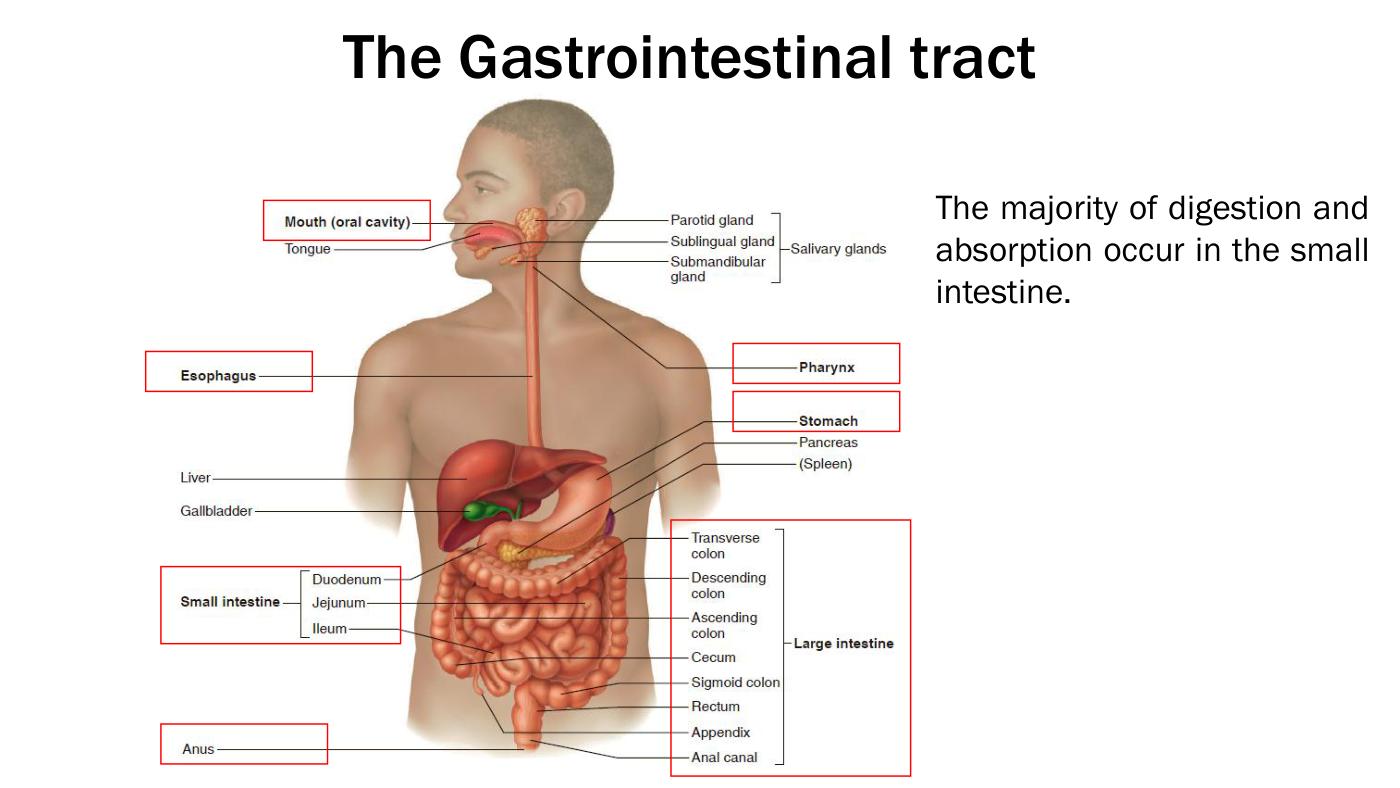 The Gastrointestinal tract
The majority of digestion and
absorption occur in the small
intestine.
Mouth (oral cavity)
Tongue
Parotid gland
Sublingual gland
Submandibular
gland
Salivary glands
Esophagus
Pharynx
Stomach
Pancreas
(Spleen)
Liver
Gallbladder
Small intestine
Duodenum
Jejunum
Ileum
Anus
Transverse
colon
Descending
colon
Ascending
colon
Cecum
Sigmoid colon
Rectum
Appendix
Anal canal
Large intestine